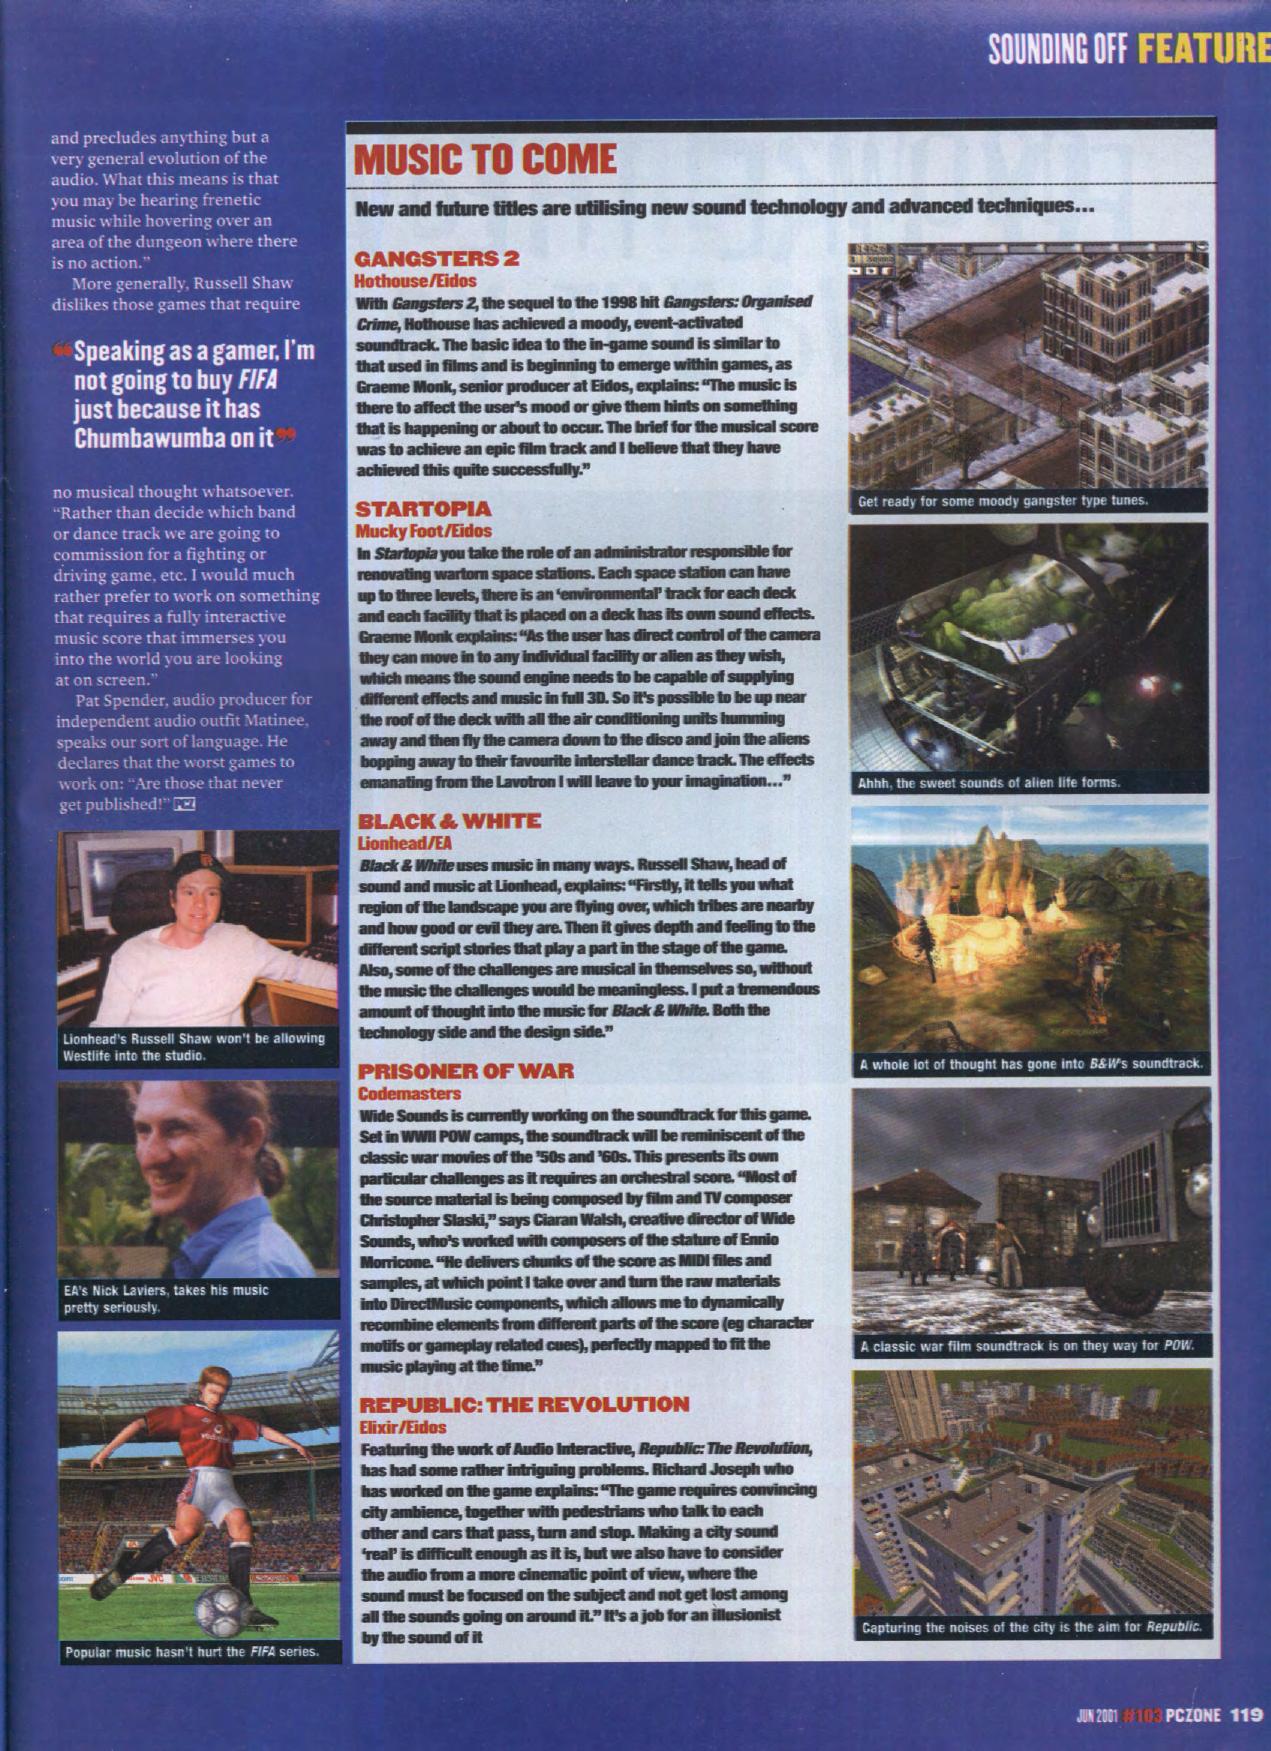 SOUNDING OFF FEATURE
and precludes anything but a
very general evolution of the
audio. What this means is that
you may be hearing frenetic
music while hovering over an
area of the dungeon where there
is no action.”
More generally, Russell Shaw
dislikes those games that require
“Speaking as a gamer, I’m
not going to buy FIFA
just because it has
Chumbawumba on it”
no musical thought whatsoever.
“Rather than decide which band
or dance track we are going to
commission for a fighting or
driving game, etc. I would much
rather prefer to work on something
that requires a fully interactive
music score that immerses you
into the world you are looking
at on screen.”
Pat Spender, audio producer for
independent audio outfit Matinee,
speaks our sort of language. He
declares that the worst games to
work on: “Are those that never
get published!” PCZ
Lionhead’s Russell Shaw won’t be allowing
Westlife into the studio.
EA’s Nick Laviers, takes his music
pretty seriously.
vodafone
JVC
Popular music hasn’t hurt the FIFA series.
MUSIC TO COME
New and future titles are utilising new sound technology and advanced techniques...
GANGSTERS 2
Hothouse/Eidos
With Gangsters 2, the sequel to the 1998 hit Gangsters: Organised
Crime, Hothouse has achieved a moody, event-activated
soundtrack. The basic idea to the in-game sound is similar to
that used in films and is beginning to emerge within games, as
Graeme Monk, senior producer at Eidos, explains: “The music is
there to affect the user’s mood or give them hints on something
that is happening or about to occur. The brief for the musical score
was to achieve an epic film track and I believe that they have
achieved this quite successfully.”
STARTOPIA
Mucky Foot/Eidos
In Startopia you take the role of an administrator responsible for
renovating wartorn space stations. Each space station can have
up to three levels, there is an ‘environmental’ track for each deck
and each facility that is placed on a deck has its own sound effects.
Graeme Monk explains: “As the user has direct control of the camera
they can move in to any individual facility or alien as they wish,
which means the sound engine needs to be capable of supplying
different effects and music in full 3D. So it’s possible to be up near
the roof of the deck with all the air conditioning units humming
away and then fly the camera down to the disco and join the aliens
bopping away to their favourite interstellar dance track. The effects
emanating from the Lavotron I will leave to your imagination...”
BLACK & WHITE
Lionhead/EA
Black & White uses music in many ways. Russell Shaw, head of
sound and music at Lionhead, explains: “Firstly, it tells you what
region of the landscape you are flying over, which tribes are nearby
and how good or evil they are. Then it gives depth and feeling to the
different script stories that play a part in the stage of the game.
Also, some of the challenges are musical in themselves so, without
the music the challenges would be meaningless. I put a tremendous
amount of thought into the music for Black & White. Both the
technology side and the design side.”
PRISONER OF WAR
Codemasters
Wide Sounds is currently working on the soundtrack for this game.
Set in WWII POW camps, the soundtrack will be reminiscent of the
classic war movies of the ’50s and ’60s. This presents its own
particular challenges as it requires an orchestral score. “Most of
the source material is being composed by film and TV composer
Christopher Slaski,” says Ciaran Walsh, creative director of Wide
Sounds, who’s worked with composers of the stature of Ennio
Morricone. “He delivers chunks of the score as MIDI files and
samples, at which point I take over and turn the raw materials
into DirectMusic components, which allows me to dynamically
recombine elements from different parts of the score (eg character
motifs or gameplay related cues), perfectly mapped to fit the
music playing at the time.”
REPUBLIC: THE REVOLUTION
Elixir/Eidos
Featuring the work of Audio Interactive, Republic: The Revolution,
has had some rather intriguing problems. Richard Joseph who
has worked on the game explains: “The game requires convincing
city ambience, together with pedestrians who talk to each
other and cars that pass, turn and stop. Making a city sound
‘real’ is difficult enough as it is, but we also have to consider
the audio from a more cinematic point of view, where the
sound must be focused on the subject and not get lost among
all the sounds going on around it.” It’s a job for an illusionist
by the sound of it
Get ready for some moody gangster type tunes.
Ahhh, the sweet sounds of alien life forms.
A whole lot of thought has gone into B&W’s soundtrack.
A classic war film soundtrack is on they way for POW.
Capturing the noises of the city is the aim for Republic.
JUN 2001 #103 PCZONE 119